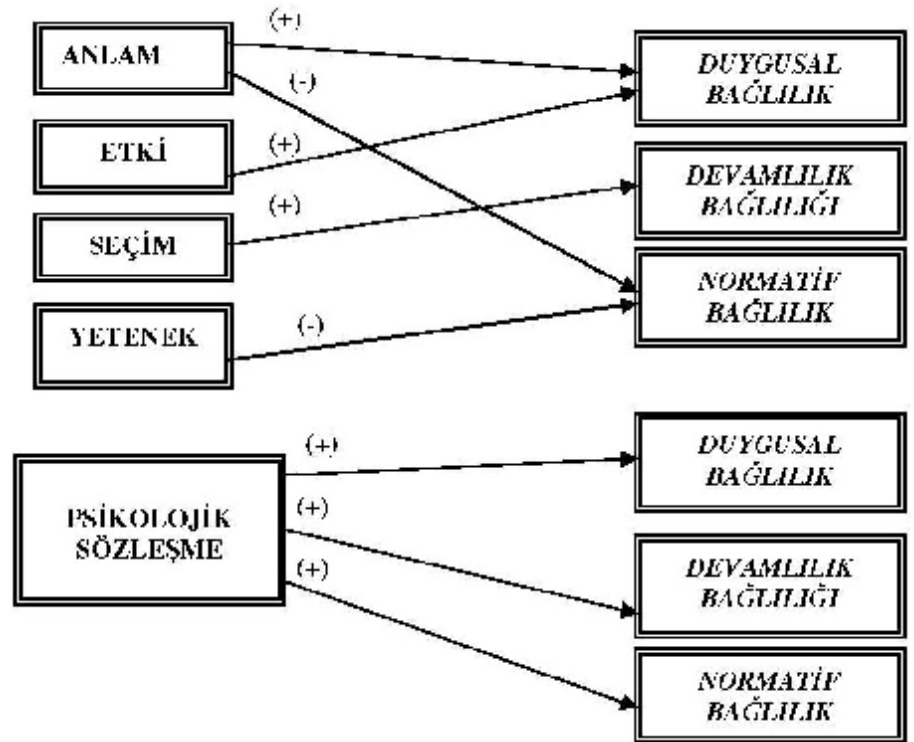 (+)
ANLAM
DUYGUSAL
BAĞLILIK
(-)
ETKİ
(+)
DEVAMLILIK
BAĞLILIĞI
(+)
SEÇİM
NORMATİF
BAĞLILIK
YETENEK
(-)
(+)
DUYGUSAL
BAĞLILIK
PSİKOLOJİK
SÖZLEŞME
(+)
(+)
DEVAMLILIK
BAĞLILIĞI
NORMATİF
BAĞLILIK